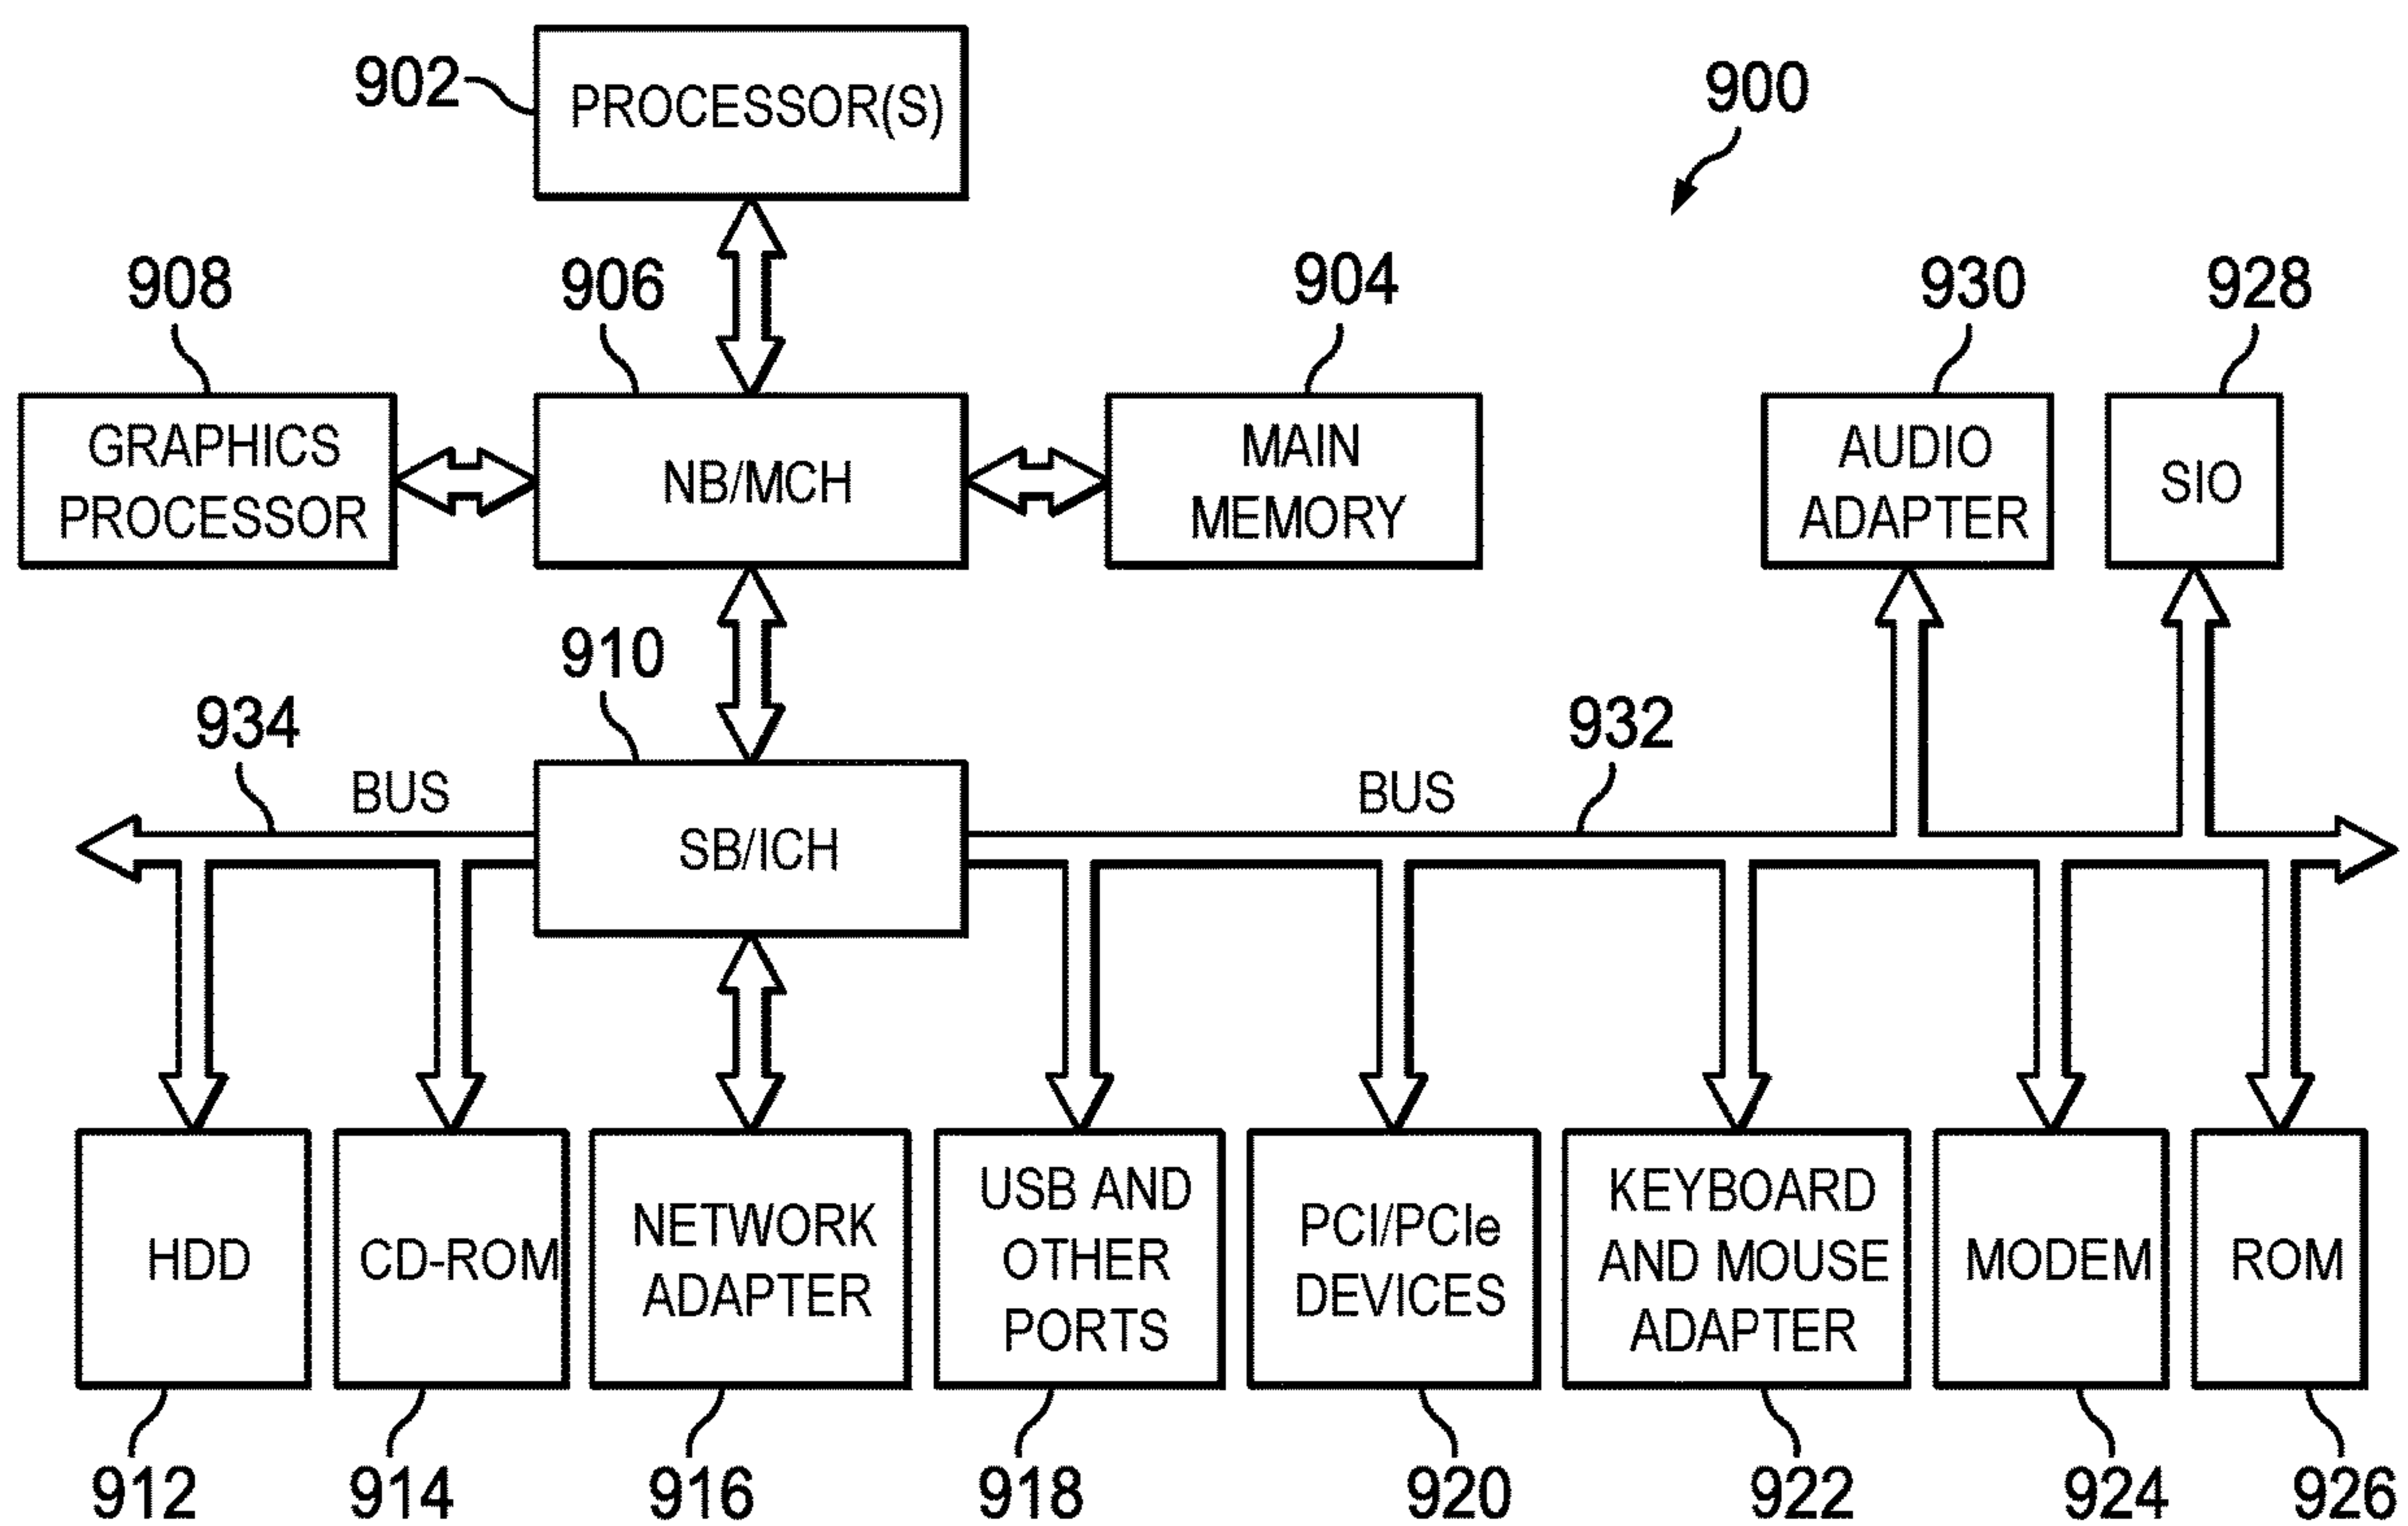 902
PROCESSOR(S)
900
908
906
904
930
928
GRAPHICS
PROCESSOR
NB/MCH
MAIN
MEMORY
AUDIO
ADAPTER
SIO
910
934
932
BUS
BUS
SB/ICH
HDD
CD-ROM
NETWORK
ADAPTER
USB AND
OTHER
PORTS
PCI/PCIe
DEVICES
KEYBOARD
AND MOUSE
ADAPTER
MODEM
ROM
912
914
916
918
920
922
924
926